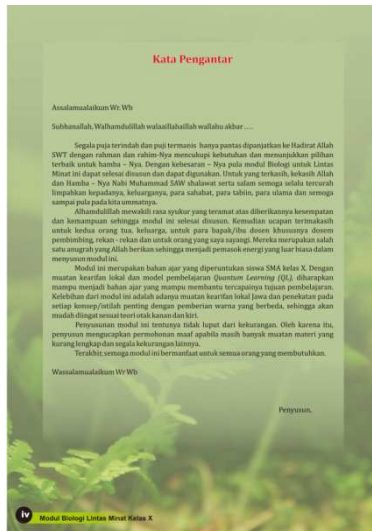 Kata Pengantar
Assalamualaikum Wr. Wb
Subhanallah, Walhamdulillah walaaillahaillah wallahu akbar . . . .
Segala puja terindah dan puji termanis hanya pantas dipanjatkan ke Hadirat Allah
SWT dengan rahman dan rahim-Nya mencukupi kebutuhan dan menunjukkan pilihan
terbaik untuk hamba – Nya. Dengan kebesaran – Nya pula modul Biologi untuk Lintas
Minat ini dapat selesai disusun dan dapat digunakan. Untuk yang terkasih, kekasih Allah
dan Hamba – Nya Nabi Muhammad SAW shalawat serta salam semoga selalu tercurah
limpahkan kepadanya, keluarganya, para sahabat, para tabiin, para ulama dan semoga
sampai pula pada kita ummatnya.
Alhamdulillah mewakili rasa syukur yang teramat atas diberikannya kesempatan
dan kemampuan sehingga modul ini selesai disusun. Kemudian ucapan terimakasih
untuk kedua orang tua, keluarga, untuk para bapak/ibu dosen khususnya dosen
pembimbing, rekan - rekan dan untuk orang yang saya sayangi. Mereka merupakan salah
satu anugrah yang Allah berikan sehingga menjadi pemasok energi yang luar biasa dalam
menyusun modul ini.
Modul ini merupakan bahan ajar yang diperuntukan siswa SMA kelas X. Dengan
muatan kearifan lokal dan model pembelajaran Quantum Learning (QL), diharapkan
mampu menjadi bahan ajar yang mampu membantu tercapainya tujuan pembelajaran.
Kelebihan dari modul ini adalah adanya muatan kearifan lokal Jawa dan penekatan pada
setiap konsep/istilah penting dengan pemberian warna yang berbeda, sehingga akan
mudah diingat sesuai teori otak kanan dan kiri.
Penyusunan modul ini tentunya tidak luput dari kekurangan. Oleh karena itu,
penyusun mengucapkan permohonan maaf apabila masih banyak muatan materi yang
kurang lengkap dan segala kekurangan lainnya.
Terakhir, semoga modul ini bermanfaat untuk semua orang yang membutuhkan.
Wassalamualaikum Wr Wb
Penyusun,
iv
Modul Biologi Lintas Minat Kelas X